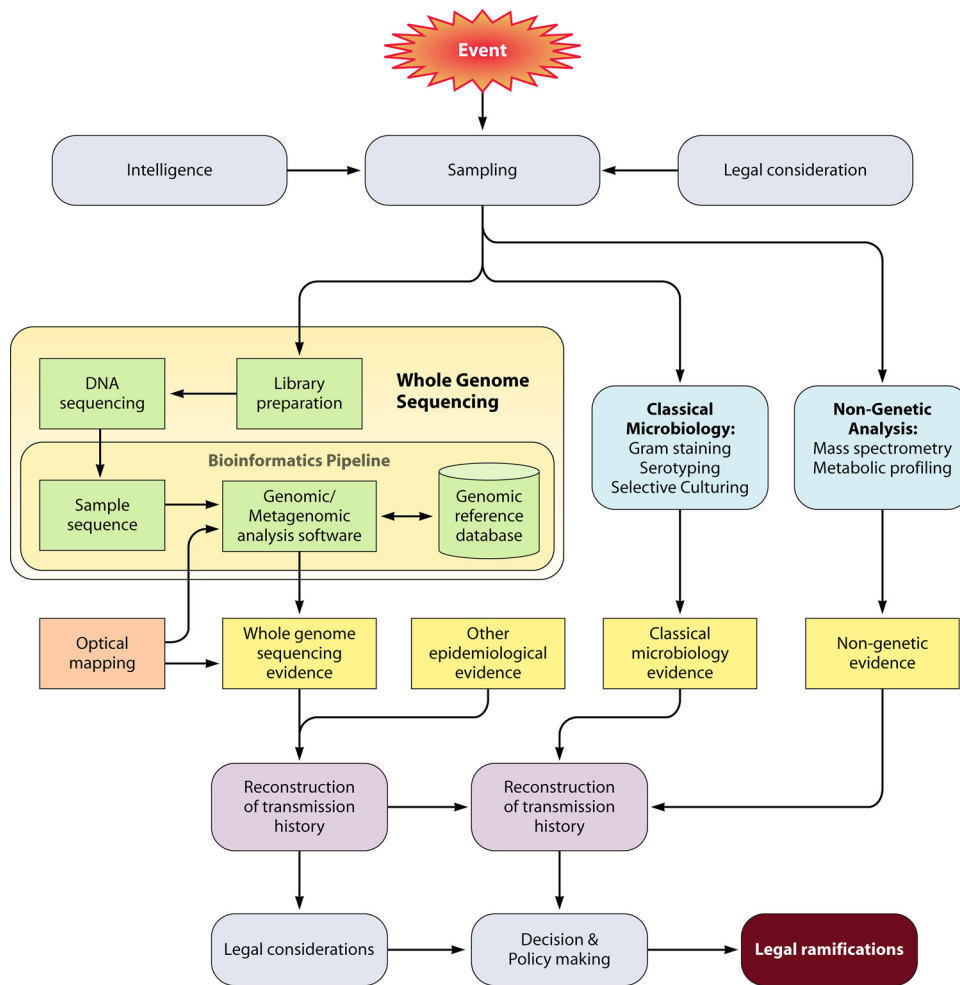 Event
Intelligence
Sampling
Legal consideration
DNA
sequencing
Library
preparation
Whole Genome
Sequencing
Classical
Microbiology:
Gram staining
Serotyping
Selective Culturing
Non-Genetic
Analysis:
Mass spectrometry
Metabolic profiling
Bioinformatics Pipeline
Sample
sequence
Genomic/
Metagenomic
analysis software
Genomic
reference
database
Optical
mapping
Whole genome
sequencing
evidence
Other
epidemiological
evidence
Classical
microbiology
evidence
Non-genetic
evidence
Reconstruction
of transmission
history
Reconstruction
of transmission
history
Legal considerations
Decision &
Policy making
Legal ramifications